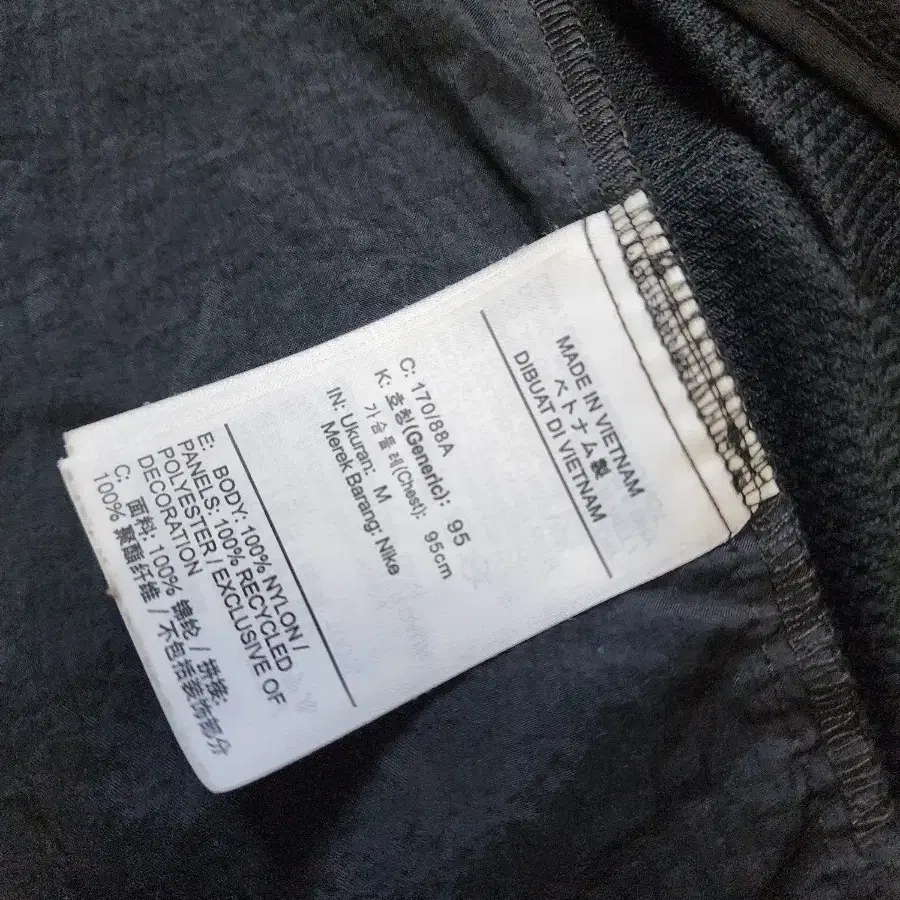 MADE IN VIETNAM
ベトナム製
DIBUAT DI VIETNAM
C: 170/88A
K: 호칭(Generic): 95
가슴둘레(Chest): 95cm
IN: Ukuran: M
Merek Barang: Nike
E: BODY: 100% NYLON /
PANELS: 100% RECYCLED
POLYESTER / EXCLUSIVE OF
DECORATION
C: 面料: 100% 锦纶 / 拼接:
100% 聚酯纤维 / 不包括装饰部分